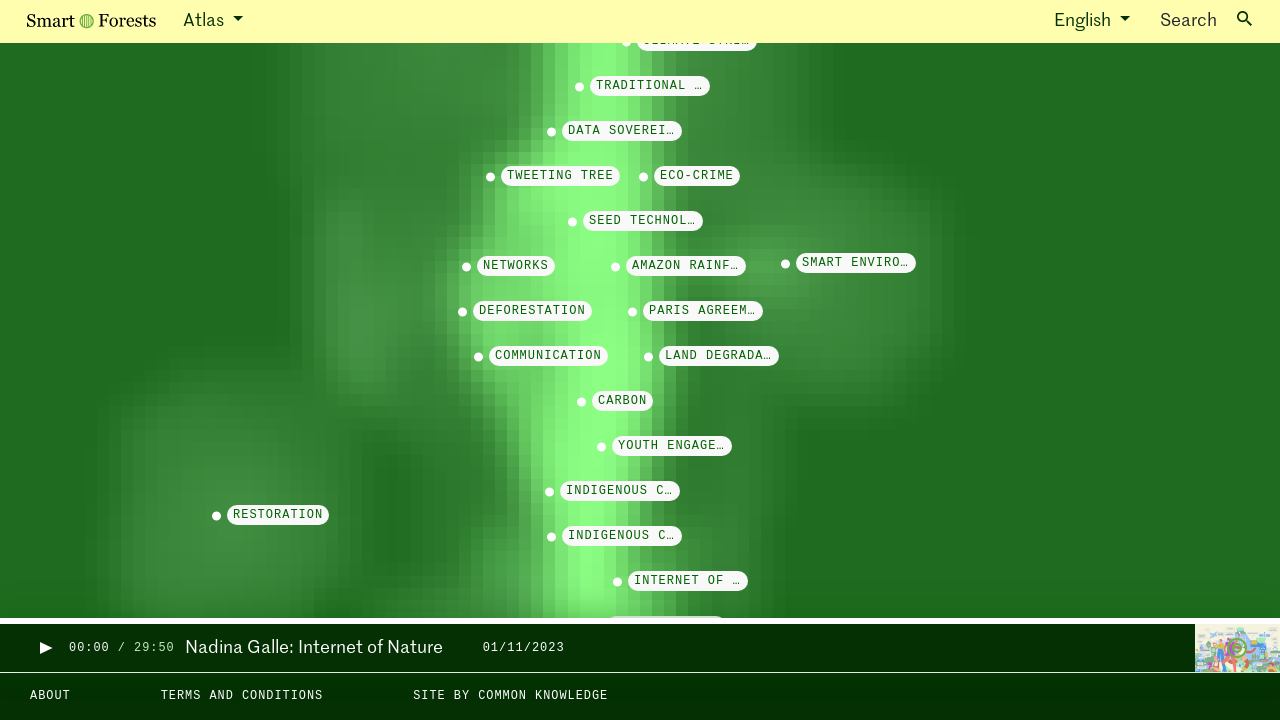 Smart Forests Atlas English Search
TRADITIONAL …
DATA SOVEREI…
TWEETING TREE ECO-CRIME
SEED TECHNOL…
NETWORKS AMAZON RAINF… SMART ENVIRO…
DEFORESTATION PARIS AGREEM…
COMMUNICATION LAND DEGRADA…
CARBON
YOUTH ENGAGE…
INDIGENOUS C…
RESTORATION
INDIGENOUS C…
INTERNET OF …
00:00 / 29:50 Nadina Galle: Internet of Nature 01/11/2023
ABOUT TERMS AND CONDITIONS SITE BY COMMON KNOWLEDGE